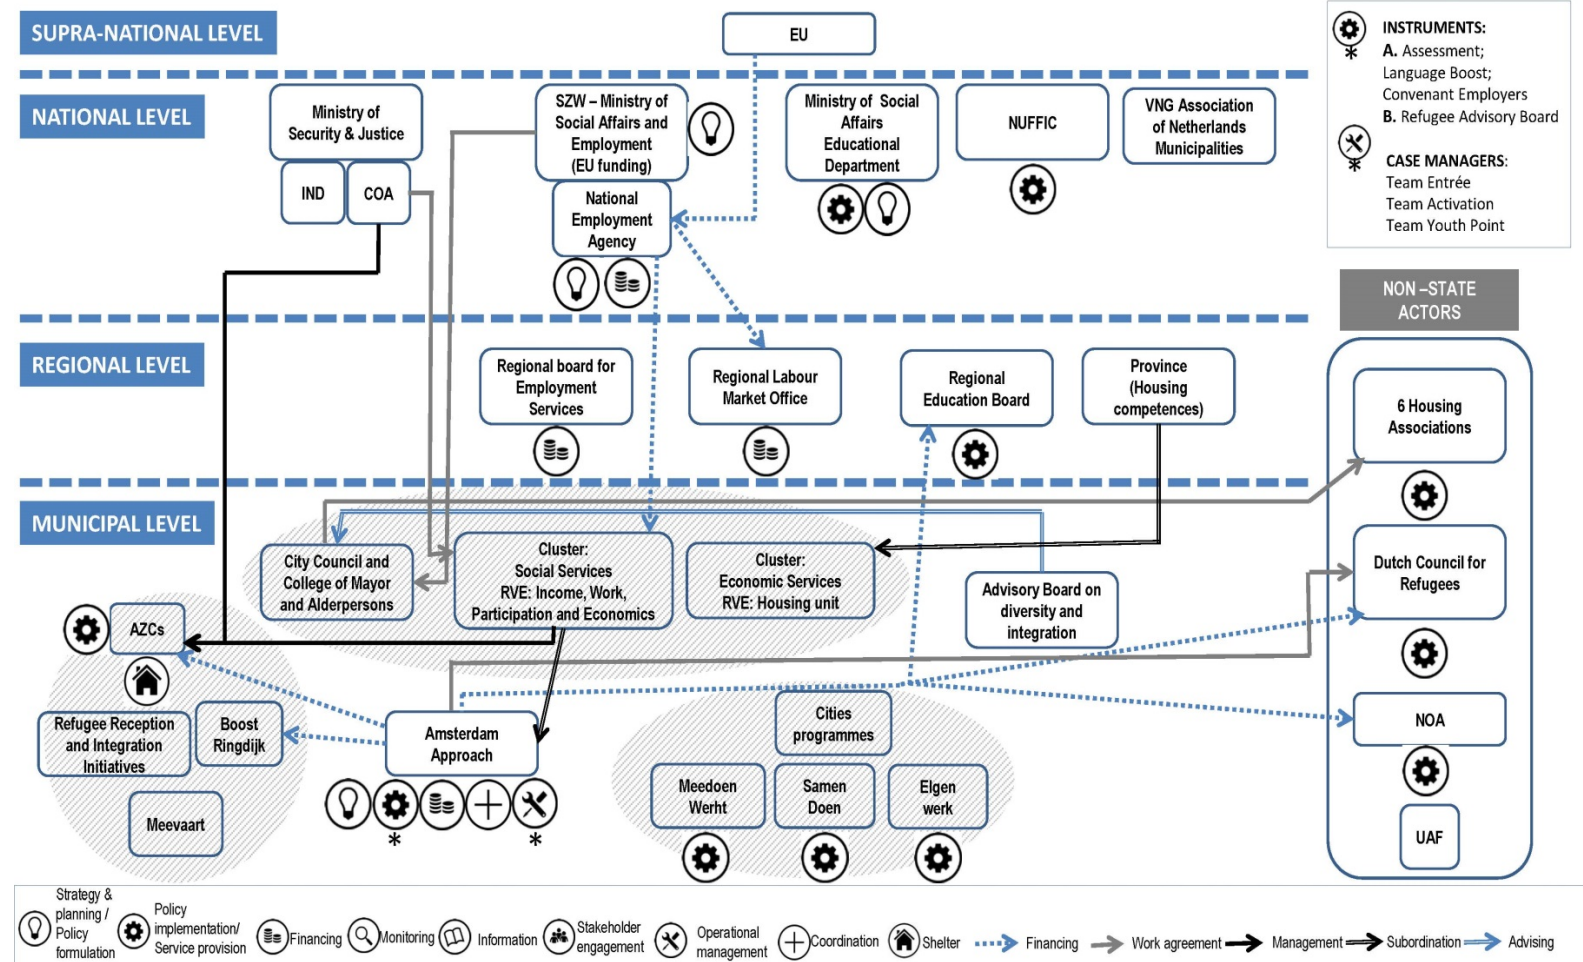 SUPRA-NATIONAL LEVEL
EU
NATIONAL LEVEL
Ministry of
Security & Justice
IND
COA
SZW – Ministry of
Social Affairs and
Employment
(EU funding)
National
Employment
Agency
Ministry of Social
Affairs
Educational
Department
NUFFIC
VNG Association
of Netherlands
Municipalities
INSTRUMENTS:
*
A. Assessment;
Language Boost;
Convenant Employers
B. Refugee Advisory Board
*
CASE MANAGERS:
Team Entrée
Team Activation
Team Youth Point
NON –STATE
ACTORS
REGIONAL LEVEL
Regional board for
Employment
Services
Regional Labour
Market Office
Regional
Education Board
Province
(Housing
competences)
6 Housing
Associations
MUNICIPAL LEVEL
City Council and
College of Mayor
and Alderpersons
Cluster:
Social Services
RVE: Income, Work,
Participation and Economics
Cluster:
Economic Services
RVE: Housing unit
Advisory Board on
diversity and
integration
Dutch Council for
Refugees
AZCs
Refugee Reception
and Integration
Initiatives
Boost
Ringdijk
Meevaart
Amsterdam
Approach
*
*
Cities
programmes
Meedoen
Werht
Samen
Doen
Elgen
werk
NOA
UAF
Strategy &
planning /
Policy
formulation
Policy
implementation/
Service provision
Financing
Monitoring
Information
Stakeholder
engagement
Operational
management
Coordination
Shelter
Financing
Work agreement
Management
Subordination
Advising